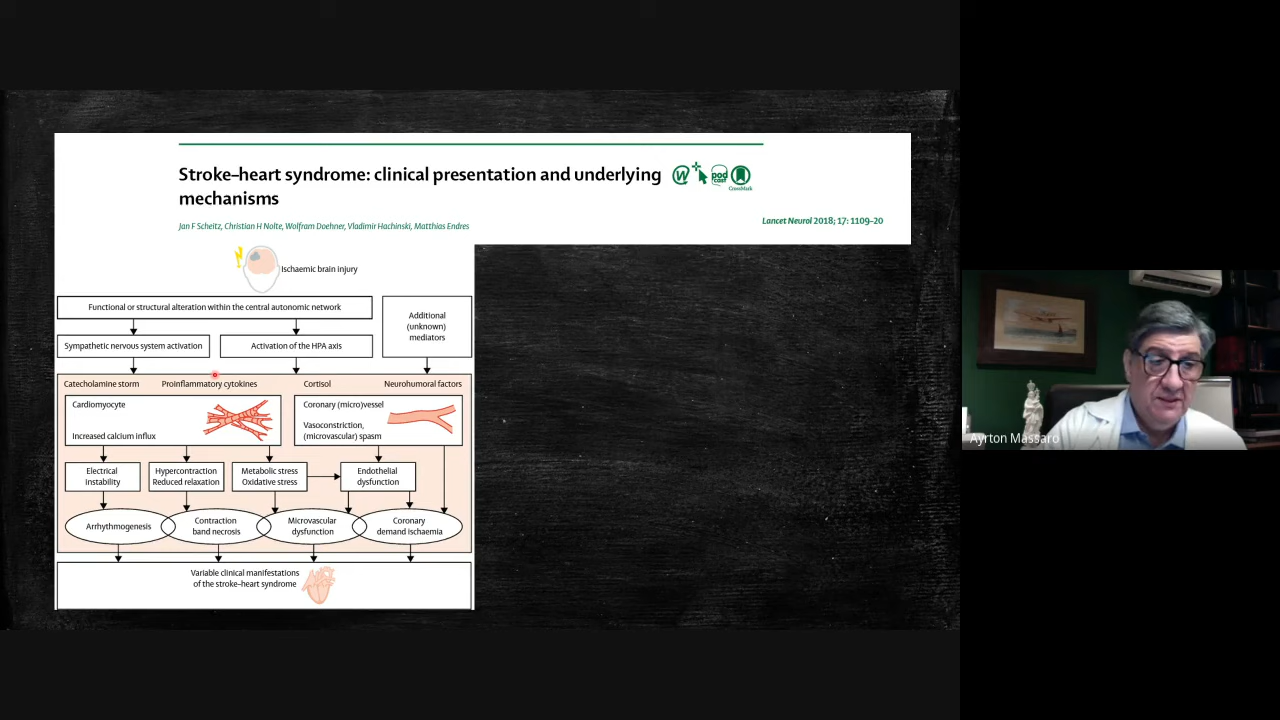 Stroke–heart syndrome: clinical presentation and underlying
mechanisms
W
pod
cast
CrossMark
Jan F Scheitz, Christian H Nolte, Wolfram Doehner, Vladimir Hachinski, Matthias Endres
Lancet Neurol 2018; 17: 1109–20
Ischaemic brain injury
Functional or structural alteration within the central autonomic network
Additional
(unknown)
mediators
Sympathetic nervous system activation
Activation of the HPA axis
Catecholamine storm
Proinflammatory cytokines
Cortisol
Neurohumoral factors
Cardiomyocyte
Increased calcium influx
Coronary (micro)vessel
Vasoconstriction,
(microvascular) spasm
Electrical
instability
Hypercontraction
Reduced relaxation
Metabolic stress
Oxidative stress
Endothelial
dysfunction
Arrhythmogenesis
Contraction
band necrosis
Microvascular
dysfunction
Coronary
demand ischaemia
Variable clinical manifestations
of the stroke–heart syndrome
Ayrton Massaro